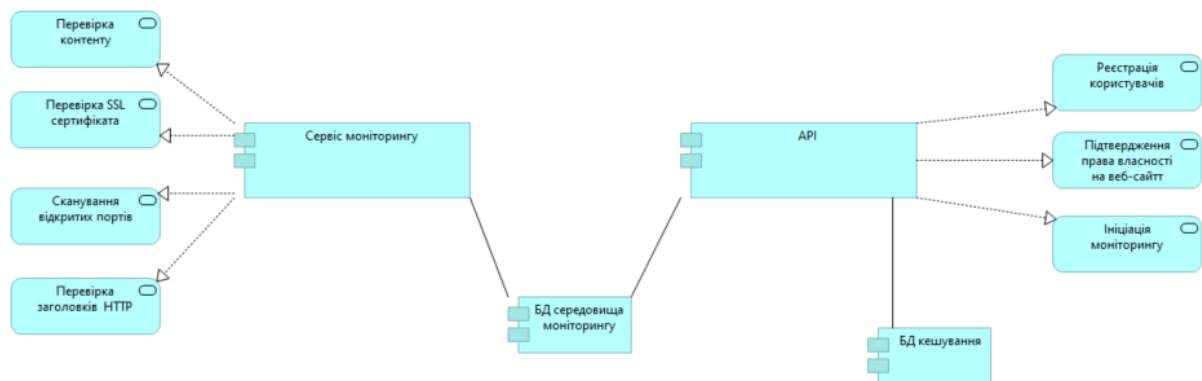 Перевірка
контенту
Перевірка SSL
сертифіката
Сканування
відкритих портів
Перевірка
заголовків HTTP
Сервіс моніторингу
БД середовища
моніторингу
API
БД кешування
Реєстрація
користувачів
Підтвердження
права власності
на веб-сайтт
Ініціація
моніторингу